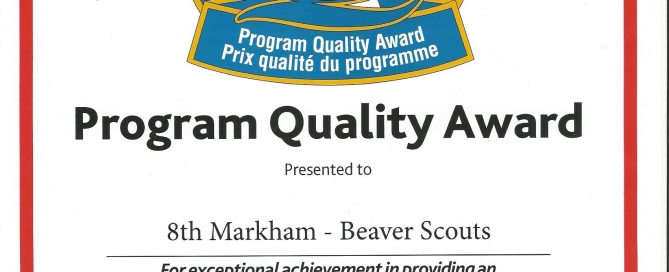 Program Quality Award
Prix qualité du programme
Program Quality Award
Presented to
8th Markham - Beaver Scouts
For exceptional achievement in providing an